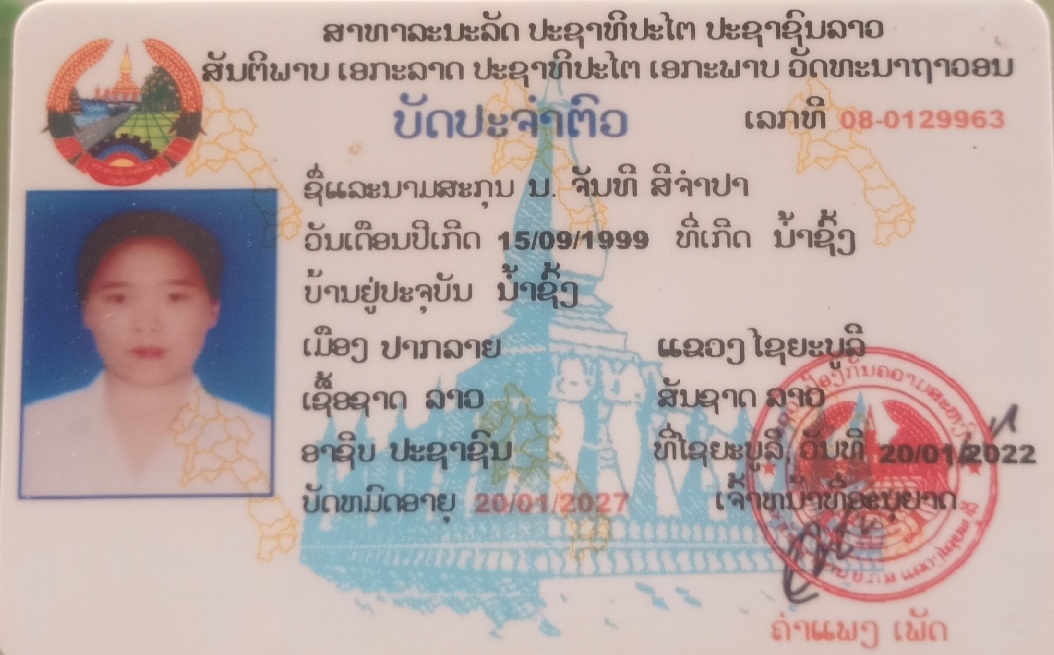 ສາທາລະນະລັດ ປະຊາທິປະໄຕ ປະຊາຊົນລາວ
ສັນຕິພາບ ເອກະລາດ ປະຊາທິປະໄຕ ເອກະພາບ ວັດທະນາຖາວອນ
ບັດປະຈຳຕົວ
ເລກທີ 08-0129963
ຊື່ແລະນາມສະກຸນ ນ. ຈັນທີ ສີຈຳປາ
ວັນເດືອນປີເກີດ 15/09/1999 ທີ່ເກີດ ນ້ຳຊົ້ງ
ບ້ານຢູ່ປະຈຸບັນ ນ້ຳຊົ້ງ
ເມືອງ ປາກລາຍ ແຂວງ ໄຊຍະບູລີ
ເຊື້ອຊາດ ລາວ ສັນຊາດ ລາວ
ອາຊີບ ປະຊາຊົນ ທີ່ໄຊຍະບູລີ, ວັນທີ 20/01/2022
ບັດຫມົດອາຍຸ 20/01/2027 ເຈົ້າຫນ້າທີ່ອະນຸຍາດ
ຄຳແພງ ເພັດ